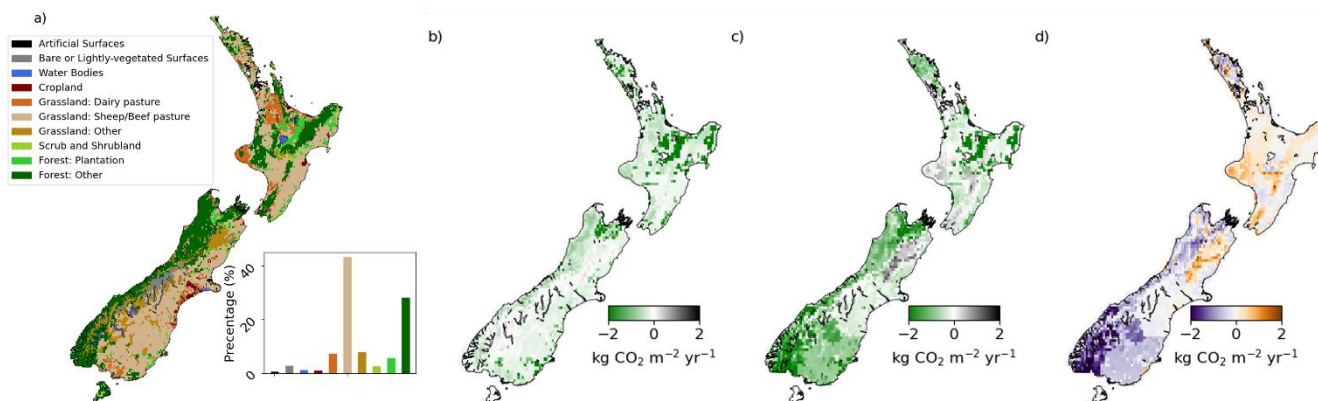 a)
Artificial Surfaces
Bare or Lightly-vegetated Surfaces
Water Bodies
Cropland
Grassland: Dairy pasture
Grassland: Sheep/Beef pasture
Grassland: Other
Scrub and Shrubland
Forest: Plantation
Forest: Other
Precentage (%)
40
20
0
b)
−2 0 2
kg CO₂ m⁻² yr⁻¹
c)
−2 0 2
kg CO₂ m⁻² yr⁻¹
d)
−2 0 2
kg CO₂ m⁻² yr⁻¹